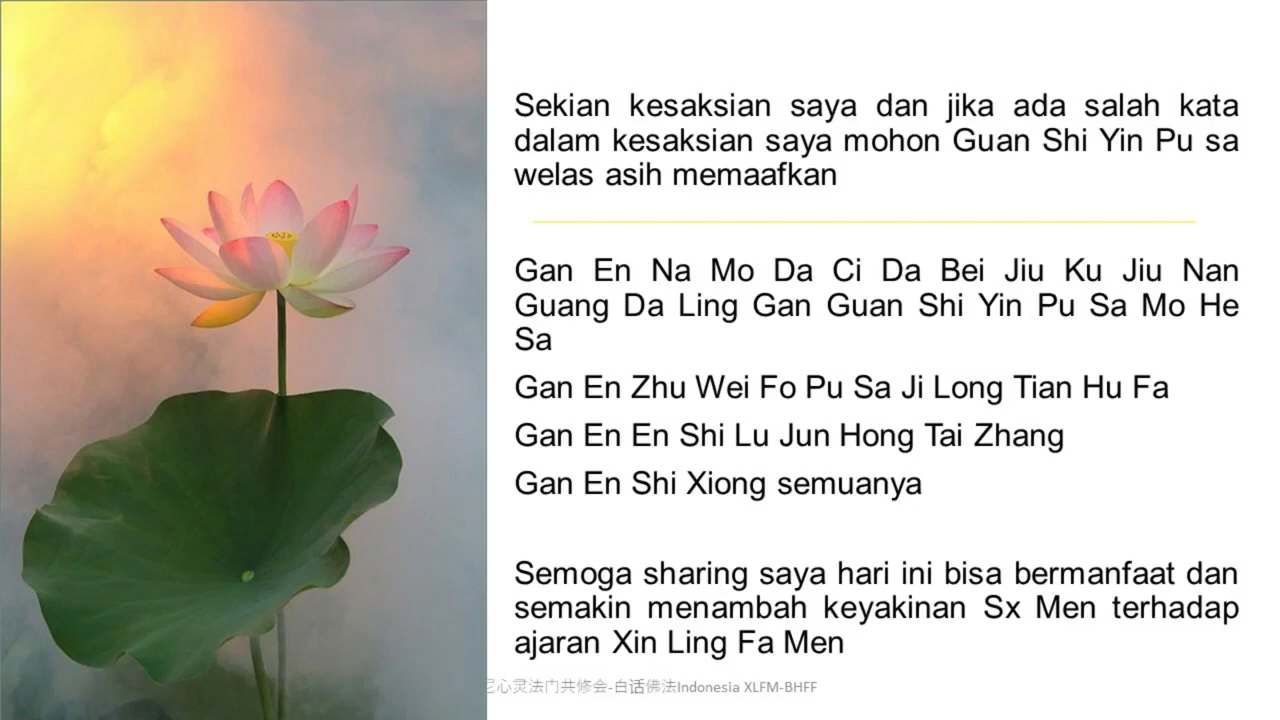 Sekian kesaksian saya dan jika ada salah kata
dalam kesaksian saya mohon Guan Shi Yin Pu sa
welas asih memaafkan
Gan En Na Mo Da Ci Da Bei Jiu Ku Jiu Nan
Guang Da Ling Gan Guan Shi Yin Pu Sa Mo He
Sa
Gan En Zhu Wei Fo Pu Sa Ji Long Tian Hu Fa
Gan En En Shi Lu Jun Hong Tai Zhang
Gan En Shi Xiong semuanya
Semoga sharing saya hari ini bisa bermanfaat dan
semakin menambah keyakinan Sx Men terhadap
ajaran Xin Ling Fa Men
心灵法门共修会-白话佛法Indonesia XLFM-BHFF